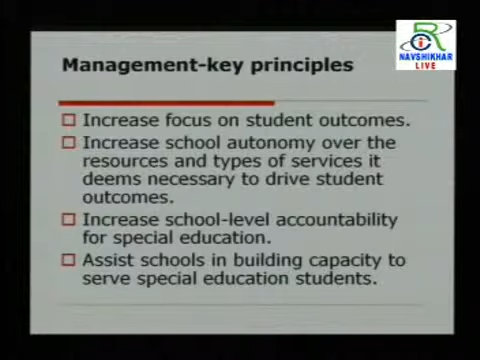 NAVSHIKHAR
LIVE
Management-key principles
Increase focus on student outcomes.
Increase school autonomy over the
resources and types of services it
deems necessary to drive student
outcomes.
Increase school-level accountability
for special education.
Assist schools in building capacity to
serve special education students.